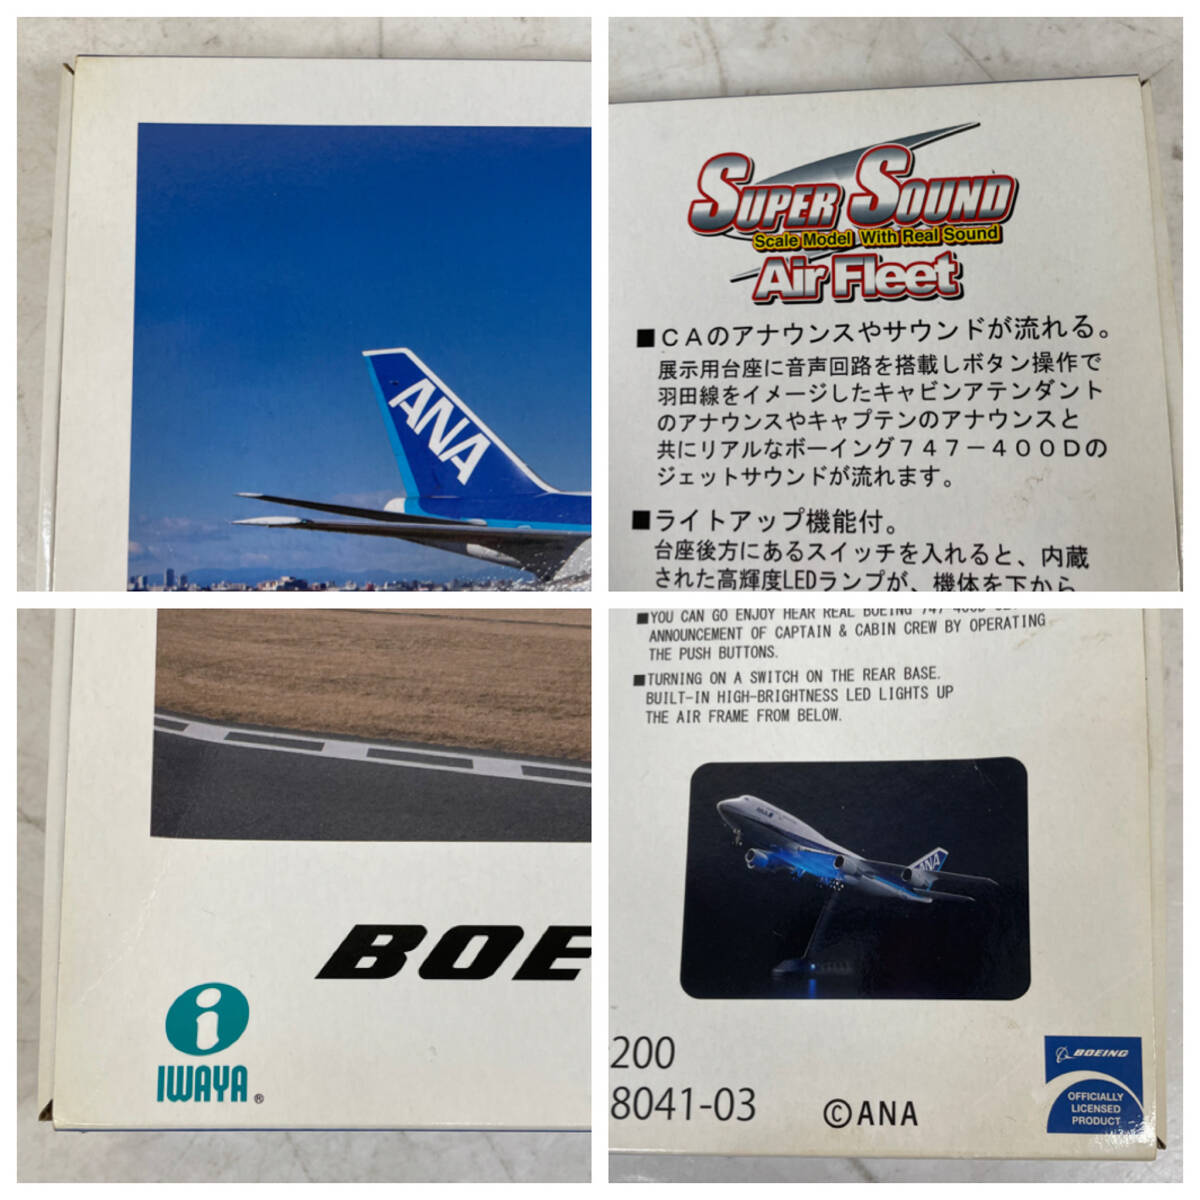 ANA
SUPER SOUND
Scale Model With Real Sound
Air Fleet
■ＣＡのアナウンスやサウンドが流れる。
展示用台座に音声回路を搭載しボタン操作で
羽田線をイメージしたキャビンアテンダント
のアナウンスやキャプテンのアナウンスと
共にリアルなボーイング７４７－４００Ｄの
ジェットサウンドが流れます。
■ライトアップ機能付。
台座後方にあるスイッチを入れると、内蔵
された高輝度LEDランプが、機体を下から
BOE
i
IWAYA®
■YOU CAN GO ENJOY HEAR REAL BOEING 747-400D
ANNOUNCEMENT OF CAPTAIN & CABIN CREW BY OPERATING
THE PUSH BUTTONS.
■TURNING ON A SWITCH ON THE REAR BASE.
BUILT-IN HIGH-BRIGHTNESS LED LIGHTS UP
THE AIR FRAME FROM BELOW.
ANA
200
8041-03
©ANA
BOEING
OFFICIALLY
LICENSED
PRODUCT